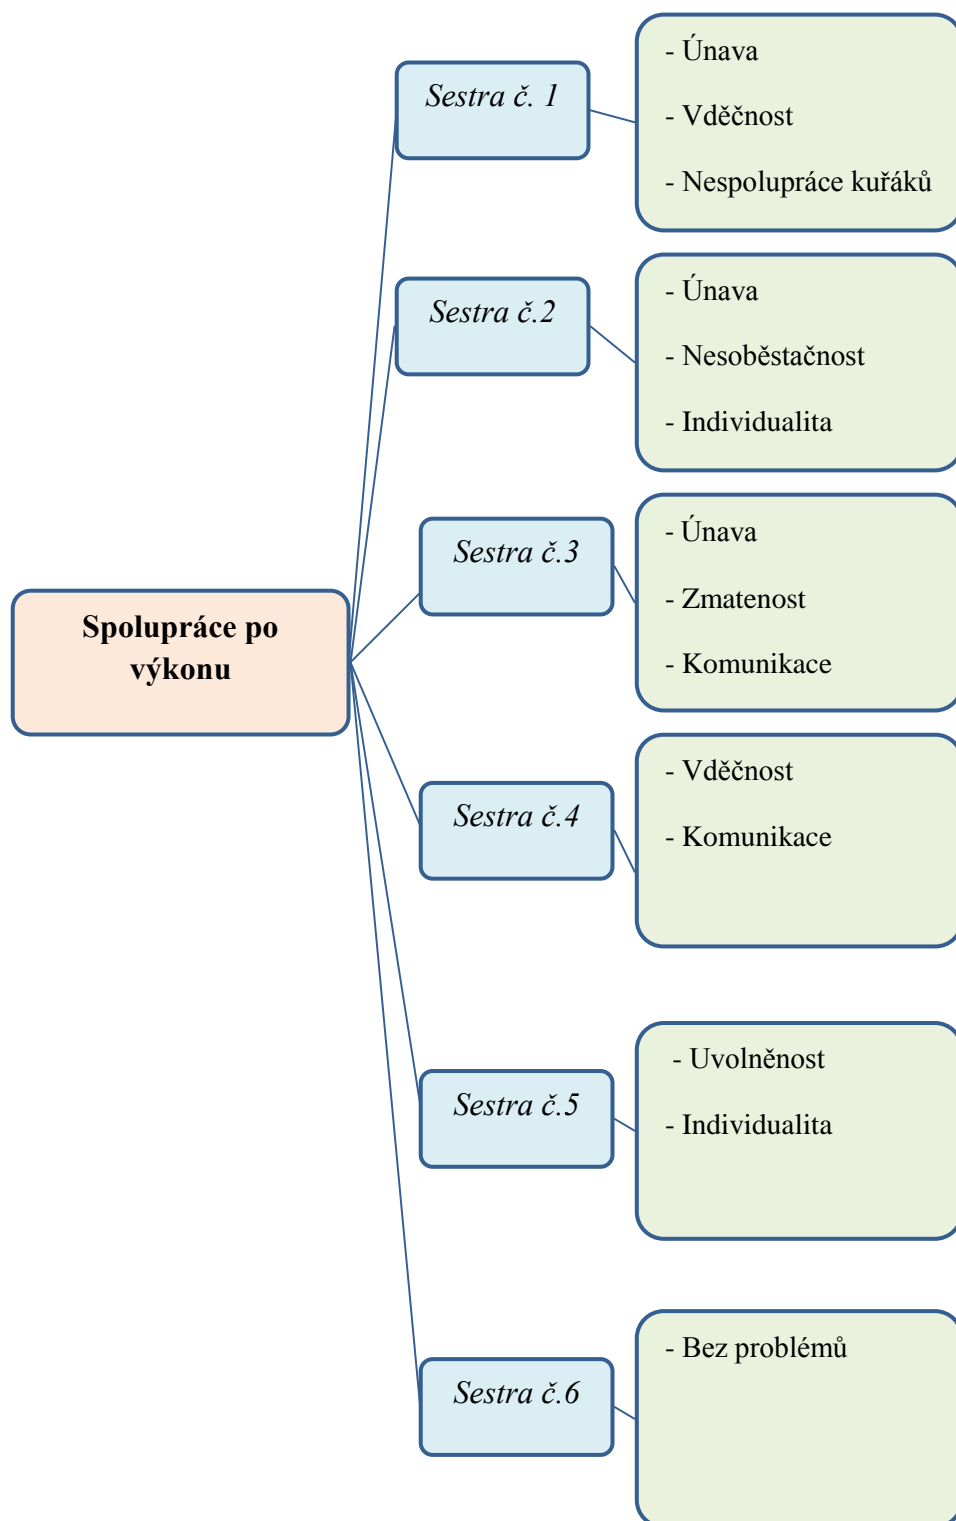 Sestra č. 1
- Únava
- Vděčnost
- Nespolupráce kuřáků
Sestra č.2
- Únava
- Nesoběstačnost
- Individualita
Sestra č.3
- Únava
- Zmatenost
- Komunikace
Spolupráce po
výkonu
Sestra č.4
- Vděčnost
- Komunikace
Sestra č.5
- Uvolněnost
- Individualita
Sestra č.6
- Bez problémů